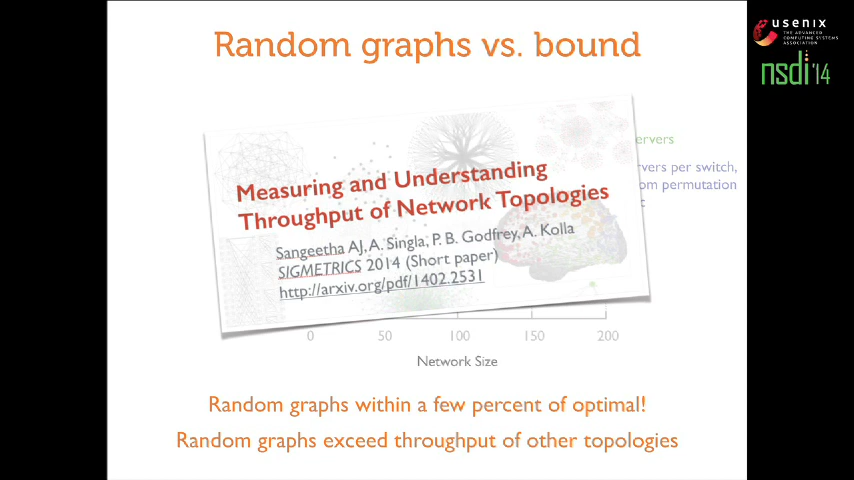 Random graphs vs. bound
usenix
THE ADVANCED
COMPUTING SYSTEMS
ASSOCIATION
nsdi '14
ervers
rvers per switch,
om permutation
c
Measuring and Understanding
Throughput of Network Topologies
Sangeetha AJ, A. Singla, P. B. Godfrey, A. Kolla
SIGMETRICS 2014 (Short paper)
http://arxiv.org/pdf/1402.2531
0 50 100 150 200
Network Size
Random graphs within a few percent of optimal!
Random graphs exceed throughput of other topologies